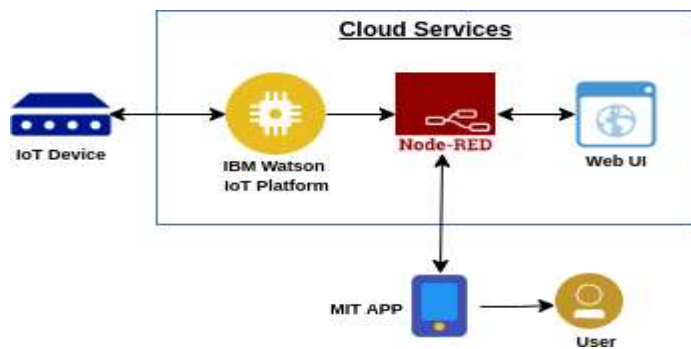 Cloud Services
IoT Device
IBM Watson
IoT Platform
Node-RED
Web UI
MIT APP
User